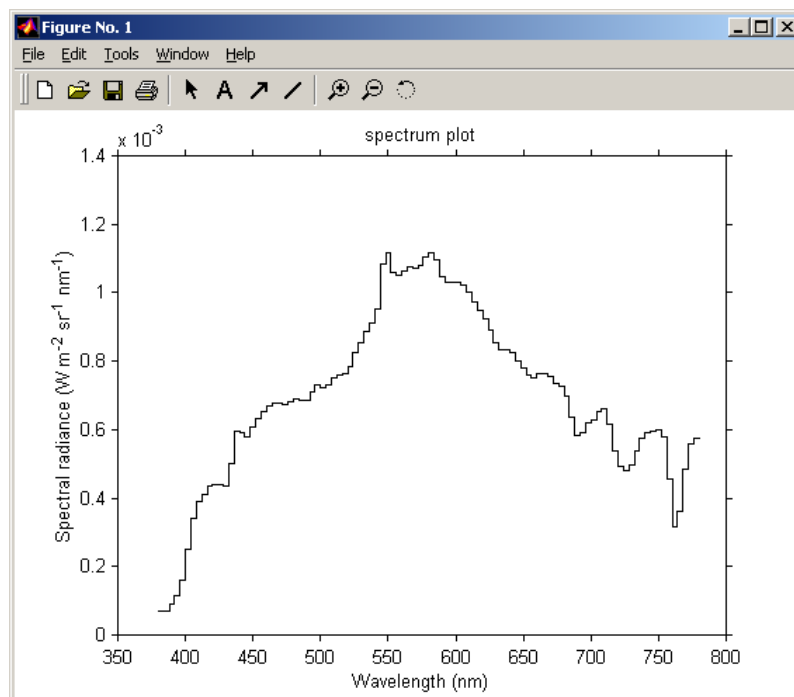 Figure No. 1
File Edit Tools Window Help
x 10-3
spectrum plot
1.4
1.2
1
0.8
0.6
0.4
0.2
0
Spectral radiance (W m-2 sr-1 nm-1)
350 400 450 500 550 600 650 700 750 800
Wavelength (nm)